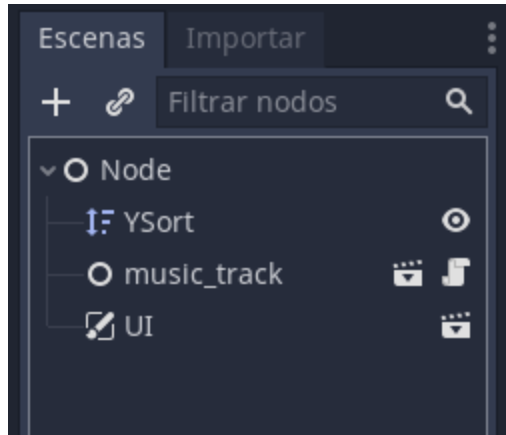 Escenas Importar
Filtrar nodos
Node
YSort
music_track
UI